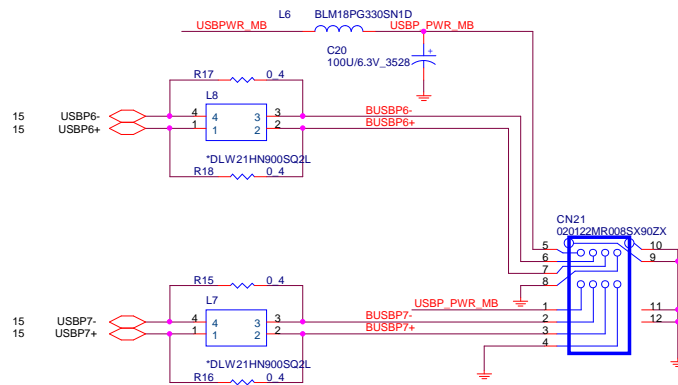 L6 BLM18PG330SN1D
USBPWR_MB USBP_PWR_MB
C20 +
100U/6.3V_3528
R17 0_4
L8
15 USBP6- 4 4 3 3 BUSBP6-
15 USBP6+ 1 1 2 2 BUSBP6+
*DLW21HN900SQ2L
R18 0_4
CN21
020122MR008SX90ZX
5 10
6 9
7
8
R15 0_4
L7
USBP_PWR_MB 1 11
15 USBP7- 4 4 3 3 BUSBP7- 2 12
15 USBP7+ 1 1 2 2 BUSBP7+ 3
4
*DLW21HN900SQ2L
R16 0_4